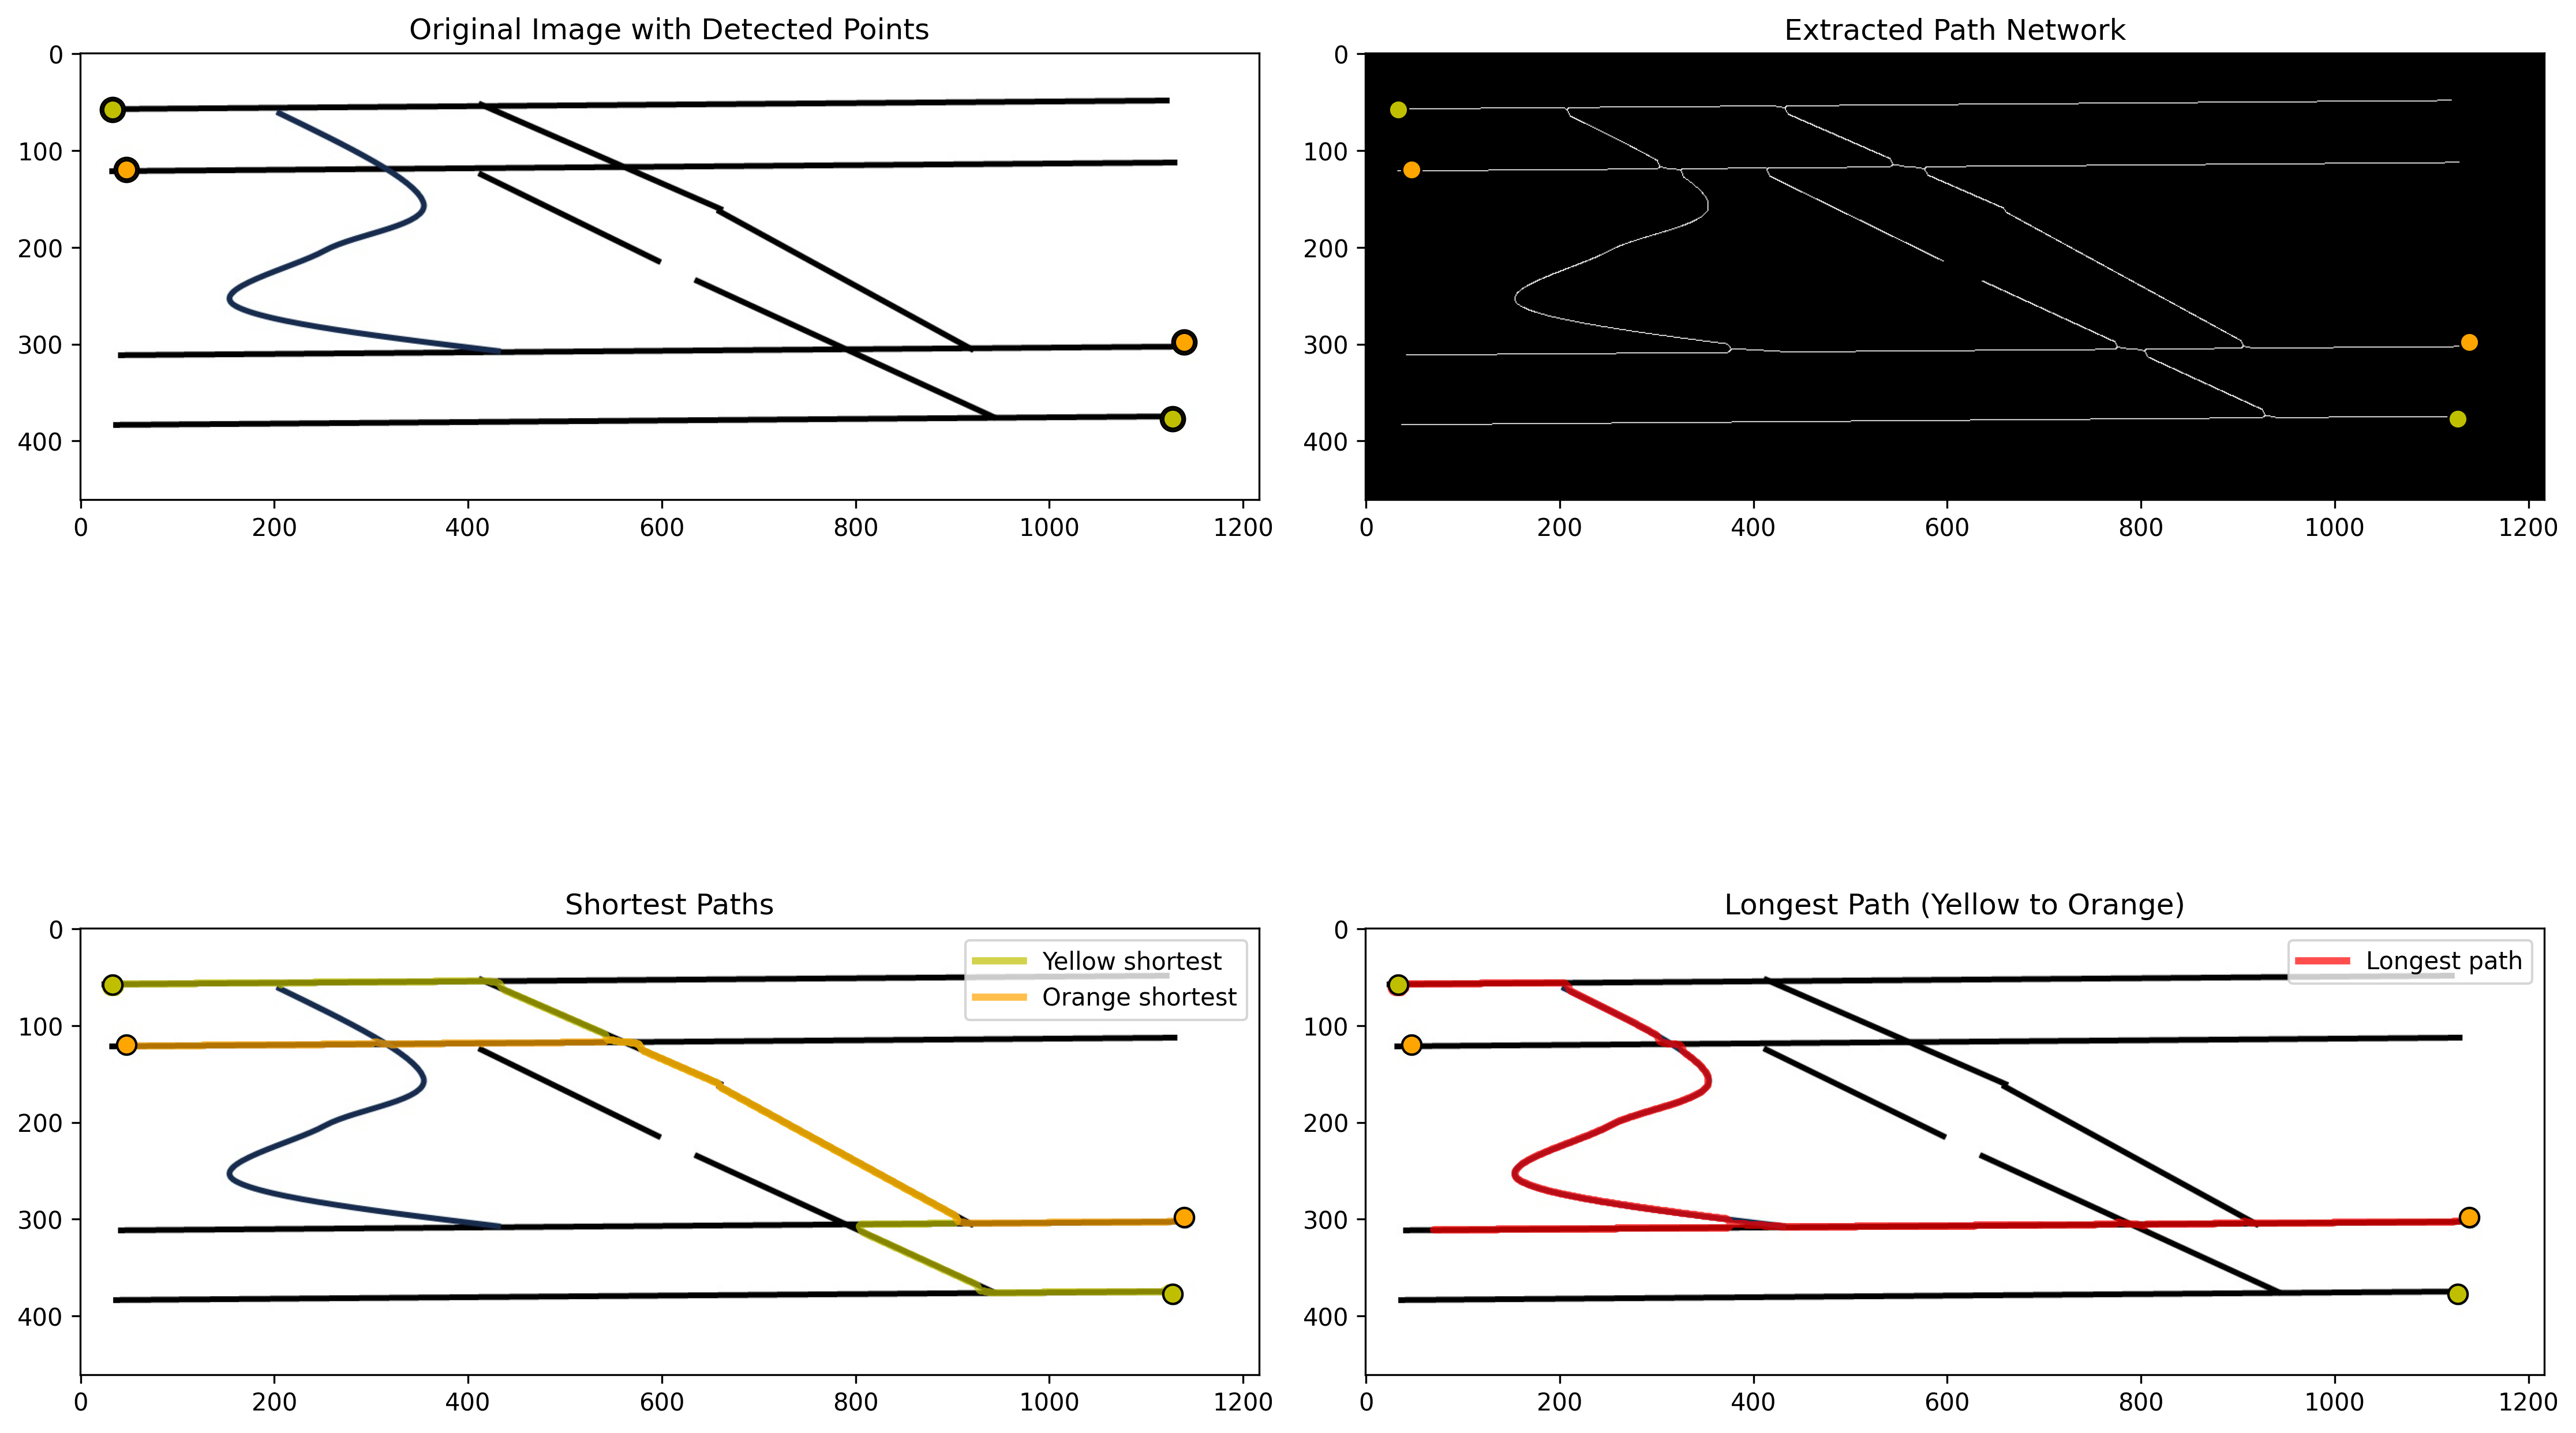 Original Image with Detected Points
0
100
200
300
400
0 200 400 600 800 1000 1200
Extracted Path Network
0
100
200
300
400
0 200 400 600 800 1000 1200
Shortest Paths
0
100
200
300
400
0 200 400 600 800 1000 1200
Yellow shortest
Orange shortest
Longest Path (Yellow to Orange)
0
100
200
300
400
0 200 400 600 800 1000 1200
Longest path